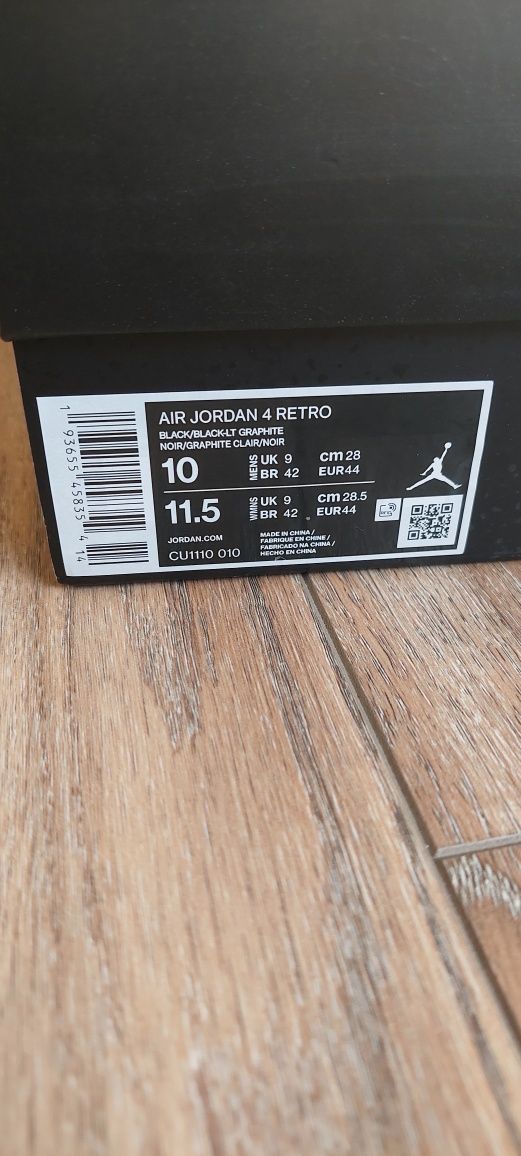 AIR JORDAN 4 RETRO
BLACK/BLACK-LT GRAPHITE
NOIR/GRAPHITE CLAIR/NOIR
10 MENS UK 9 cm 28
BR 42 EUR44
11.5 WMNS UK 9 cm 28.5
BR 42 EUR44
JORDAN.COM
CU1110 010
MADE IN CHINA /
FABRIQUE EN CHINE /
FABRICADO NA CHINA /
HECHO EN CHINA
1 93655 45835 4 14